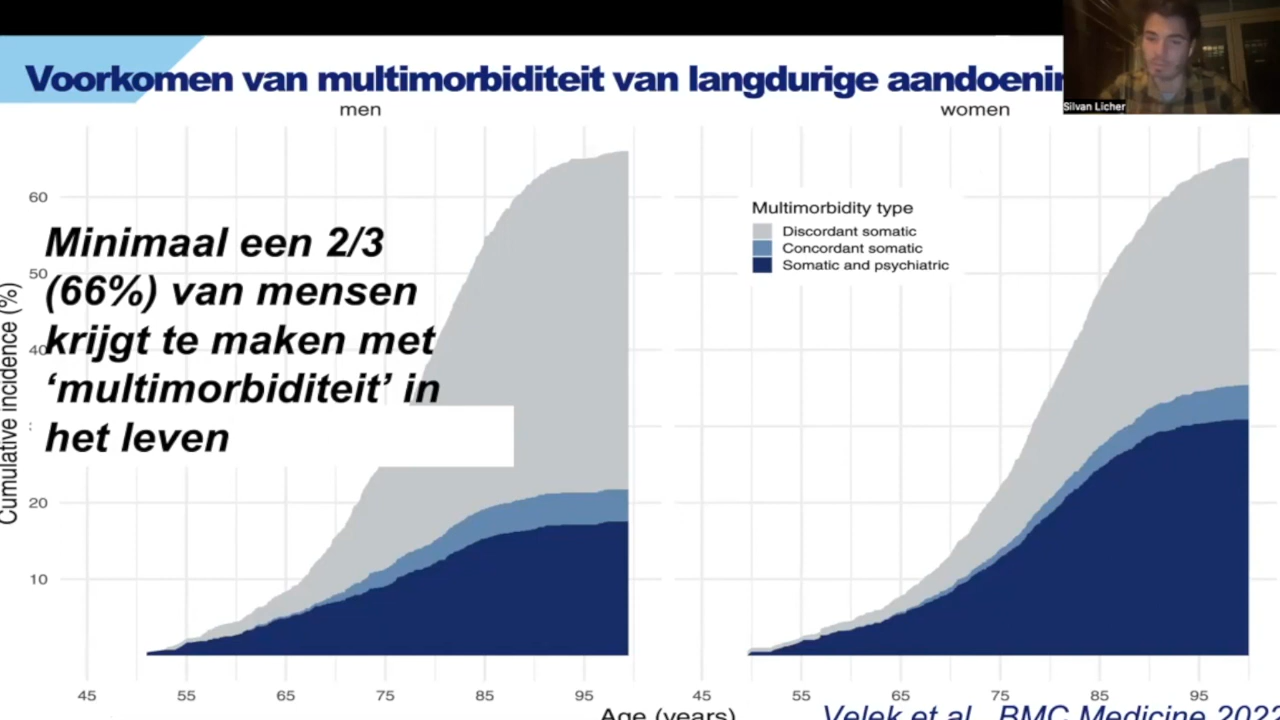 Voorkomen van multimorbiditeit van langdurige
Silvan Licher
men
women
60
50
40
20
10
Cumulative incidence (%)
Minimaal een 2/3
(66%) van mensen
krijgt te maken met
‘multimorbiditeit’ in
het leven
Multimorbidity type
Discordant somatic
Concordant somatic
Somatic and psychiatric
45 55 65 75 85 95
45 55 65 75 85 95
Age (years)
Velek et al., BMC Medicine